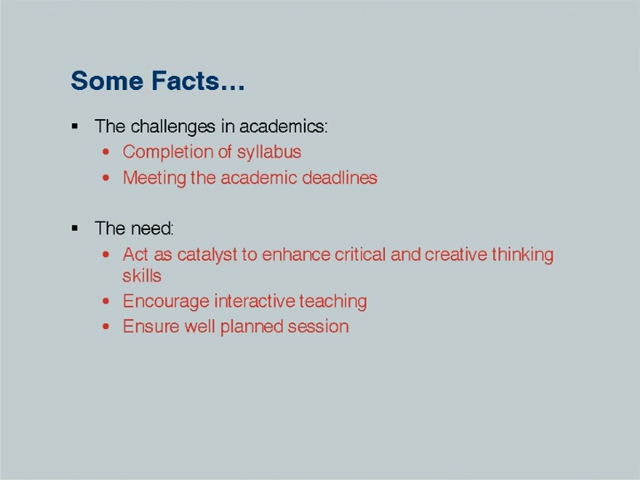 Some Facts…
▪ The challenges in academics:
• Completion of syllabus
• Meeting the academic deadlines
▪ The need:
• Act as catalyst to enhance critical and creative thinking
skills
• Encourage interactive teaching
• Ensure well planned session